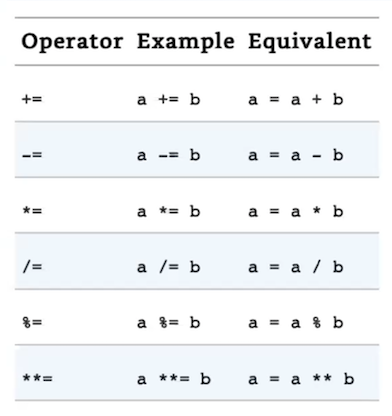 Operator Example Equivalent
+= a += b a = a + b
-= a -= b a = a - b
*= a *= b a = a * b
/= a /= b a = a / b
%= a %= b a = a % b
**= a **= b a = a ** b